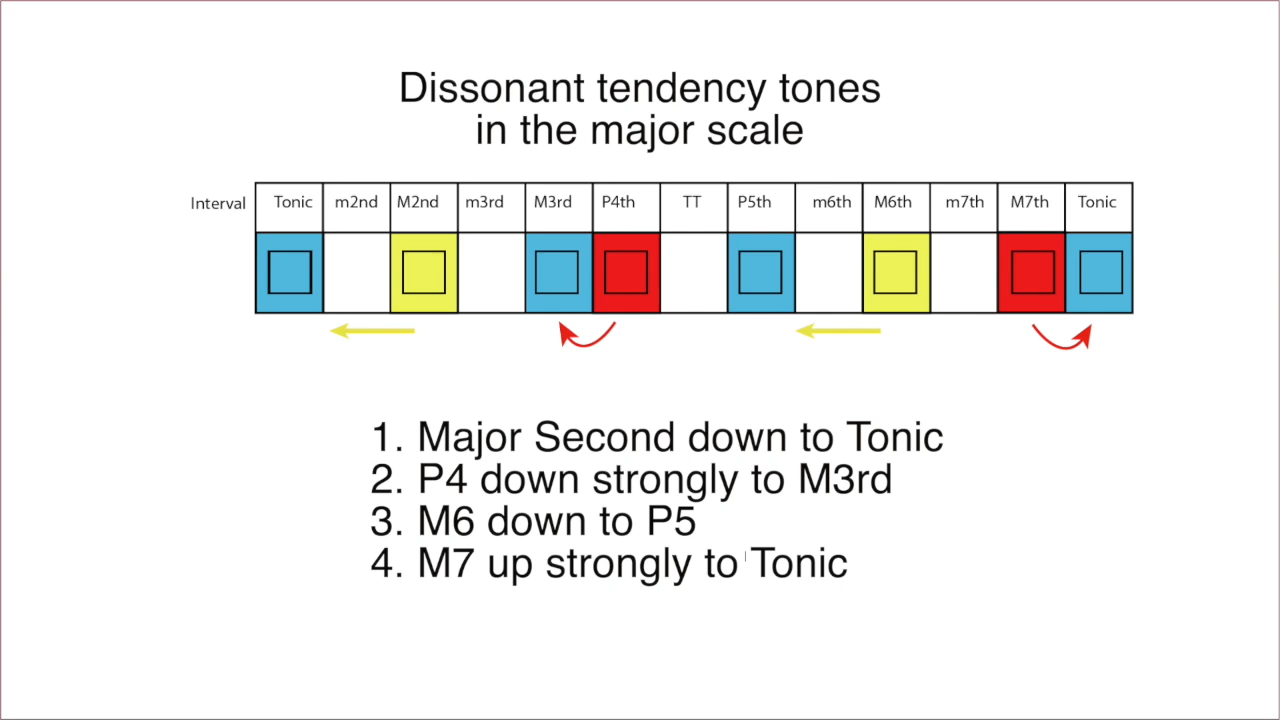 Dissonant tendency tones
in the major scale
Interval Tonic m2nd M2nd m3rd M3rd P4th TT P5th m6th M6th m7th M7th Tonic
1. Major Second down to Tonic
2. P4 down strongly to M3rd
3. M6 down to P5
4. M7 up strongly to Tonic